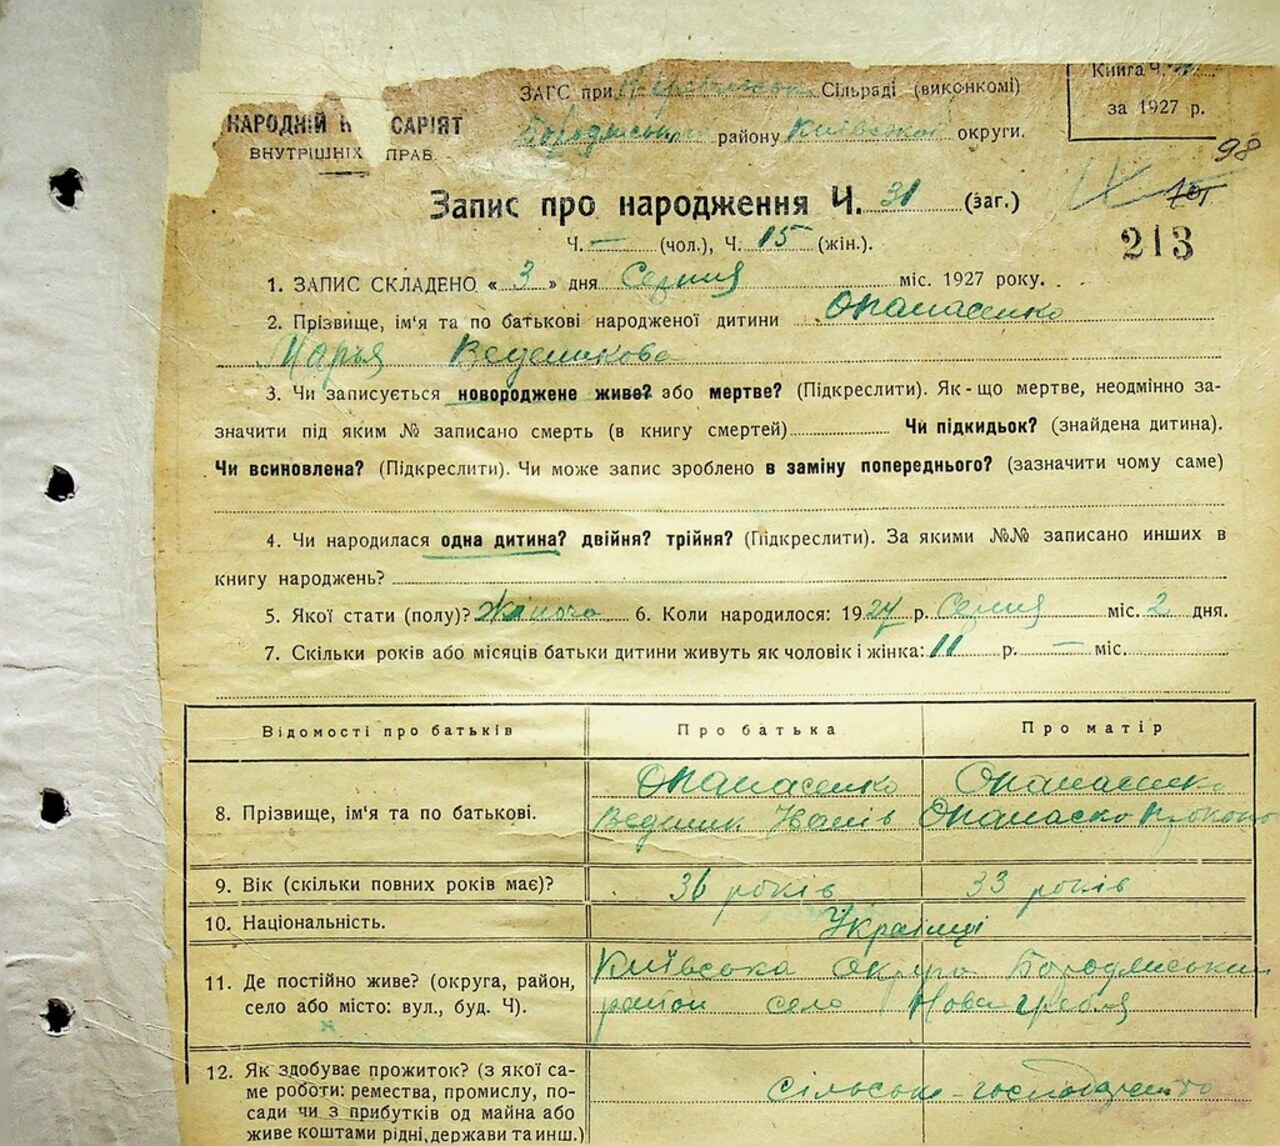 Книга Ч.
ЗАГС при Сільраді (виконкомі)
за 1927 р.
НАРОДНІЙ К САРІЯТ
Бородянського району Київської округи.
ВНУТРІШНІХ ПРАВ.
98
Запис про народження Ч. 31 (заг.)
Ч. — (чол.), Ч. 15 (жін.).
213
1. ЗАПИС СКЛАДЕНО « 3 » дня Серпня міс. 1927 року.
2. Прізвище, ім'я та по батькові народженої дитини Опанасенко
Марья
3. Чи записується новороджене живе? або мертве? (Підкреслити). Як-що мертве, неодмінно за-
значити під яким № записано смерть (в книгу смертей) Чи підкидьок? (знайдена дитина).
Чи всиновлена? (Підкреслити). Чи може запис зроблено в заміну попереднього? (зазначити чому саме)
4. Чи народилася одна дитина? двійня? трійня? (Підкреслити). За якими №№ записано инших в
книгу народжень?
5. Якої стати (полу)? Жіночо 6. Коли народилося: 1927 р. Серпня міс. 2 дня.
7. Скільки років або місяців батьки дитини живуть як чоловік і жінка: 11 р. — міс.
Відомості про батьків Про батька Про матір
Опанасенко Опанасенко
8. Прізвище, ім'я та по батькові.
9. Вік (скільки повних років має)? 36 років 33 років
10. Національність. Українці
Київська округа Бородянський
11. Де постійно живе? (округа, район,
село або місто: вул., буд. Ч).
район село Нова гребля
12. Як здобуває прожиток? (з якої са-
ме роботи: ремества, промислу, по-
сади чи з прибутків од майна або
живе коштами рідні, держави та инш.)
Сільське-господарство